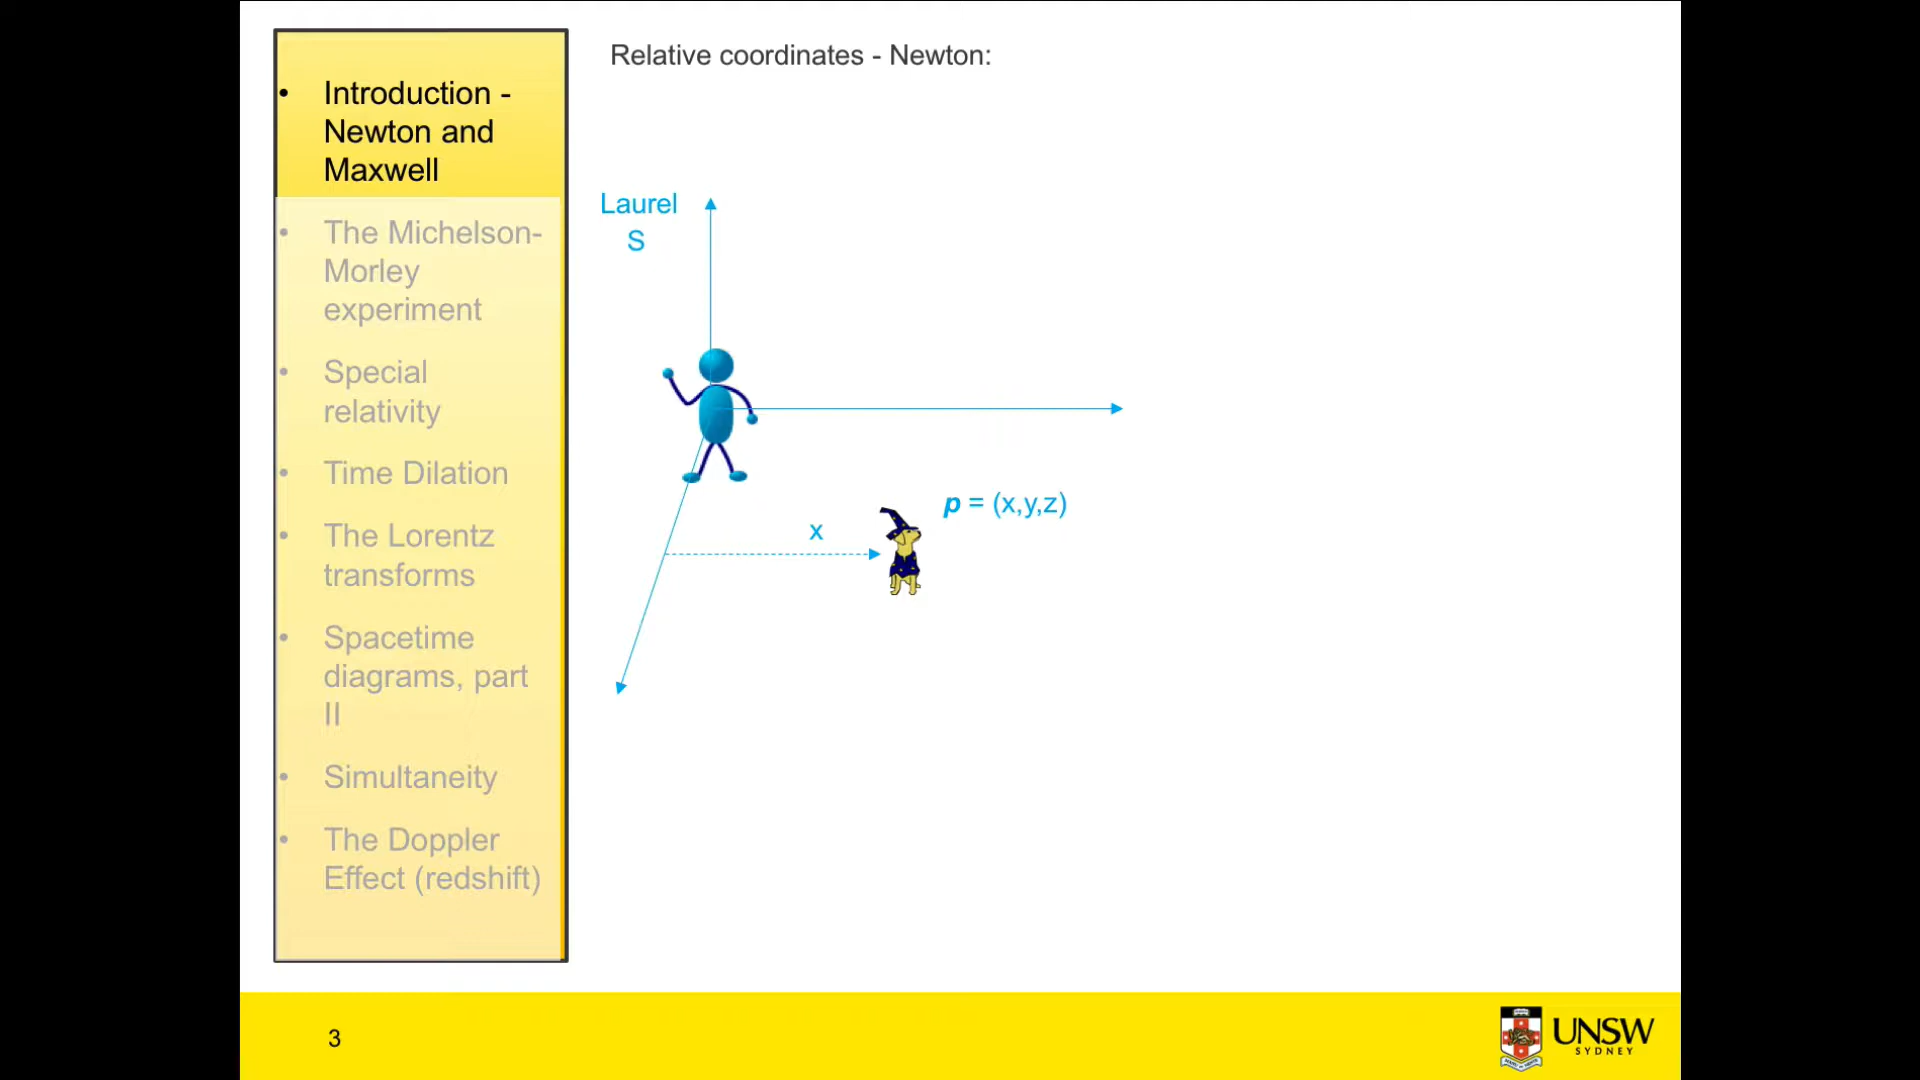 Relative coordinates - Newton:
• Introduction -
Newton and
Maxwell
• The Michelson-
Morley
experiment
• Special
relativity
• Time Dilation
• The Lorentz
transforms
• Spacetime
diagrams, part
II
• Simultaneity
• The Doppler
Effect (redshift)
Laurel
S
p = (x,y,z)
x
3
UNSW
SYDNEY